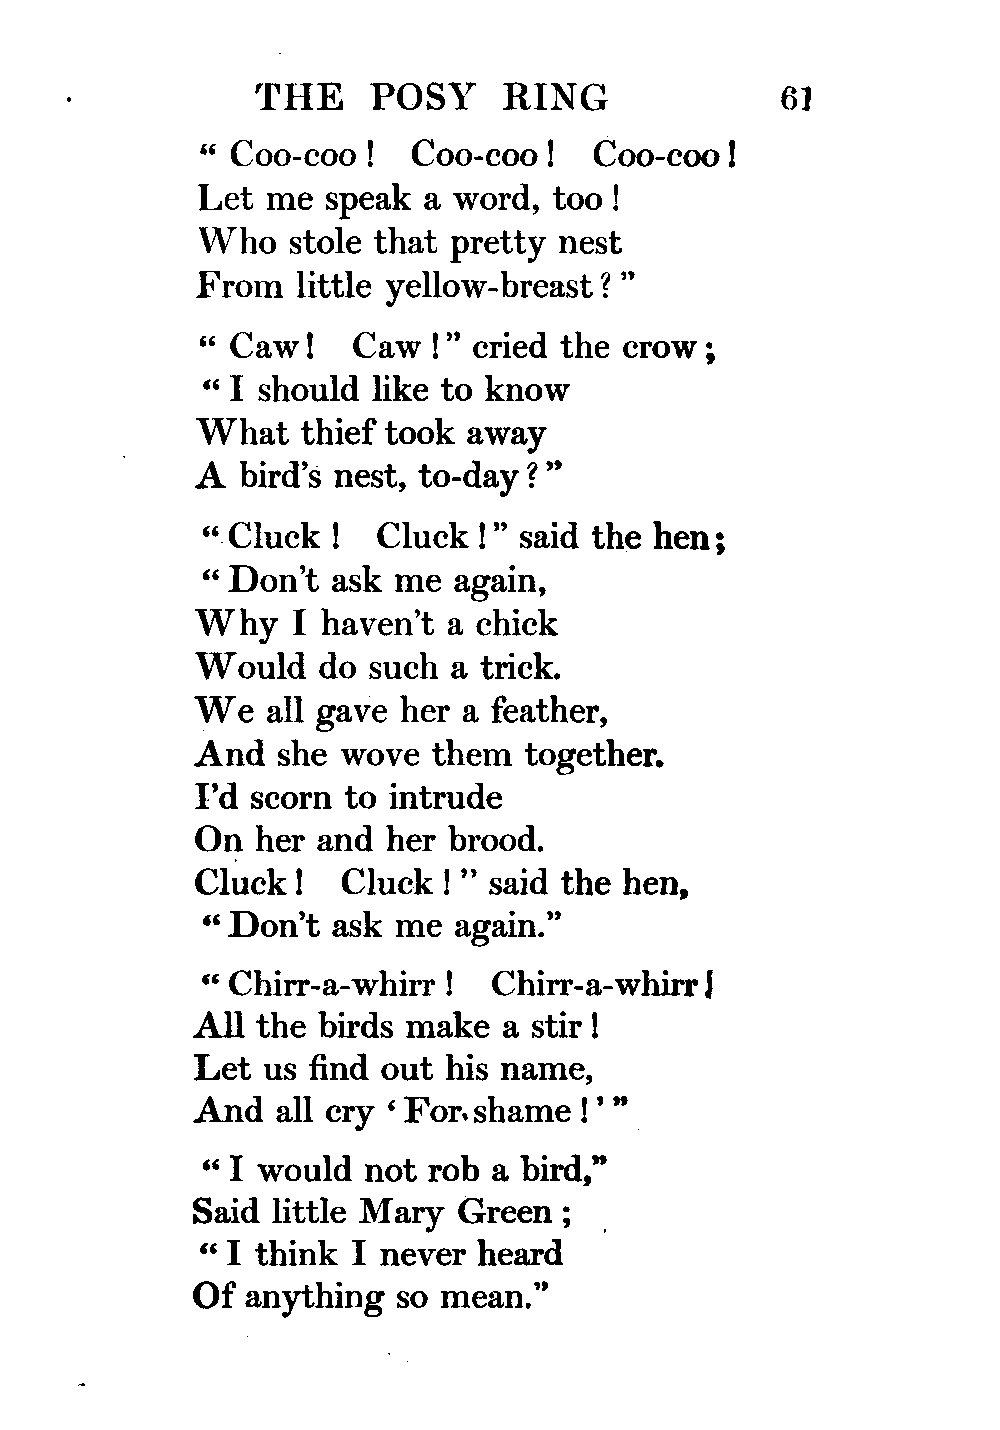 THE POSY RING 61
“ Coo-coo ! Coo-coo ! Coo-coo !
Let me speak a word, too !
Who stole that pretty nest
From little yellow-breast ? ”
“ Caw ! Caw ! ” cried the crow ;
“ I should like to know
What thief took away
A bird’s nest, to-day ? ”
“ Cluck ! Cluck ! ” said the hen ;
“ Don’t ask me again,
Why I haven’t a chick
Would do such a trick.
We all gave her a feather,
And she wove them together.
I’d scorn to intrude
On her and her brood.
Cluck ! Cluck ! ” said the hen,
“ Don’t ask me again.”
“ Chirr-a-whirr ! Chirr-a-whirr !
All the birds make a stir !
Let us find out his name,
And all cry ‘ For shame ! ’ ”
“ I would not rob a bird,”
Said little Mary Green ;
“ I think I never heard
Of anything so mean.”